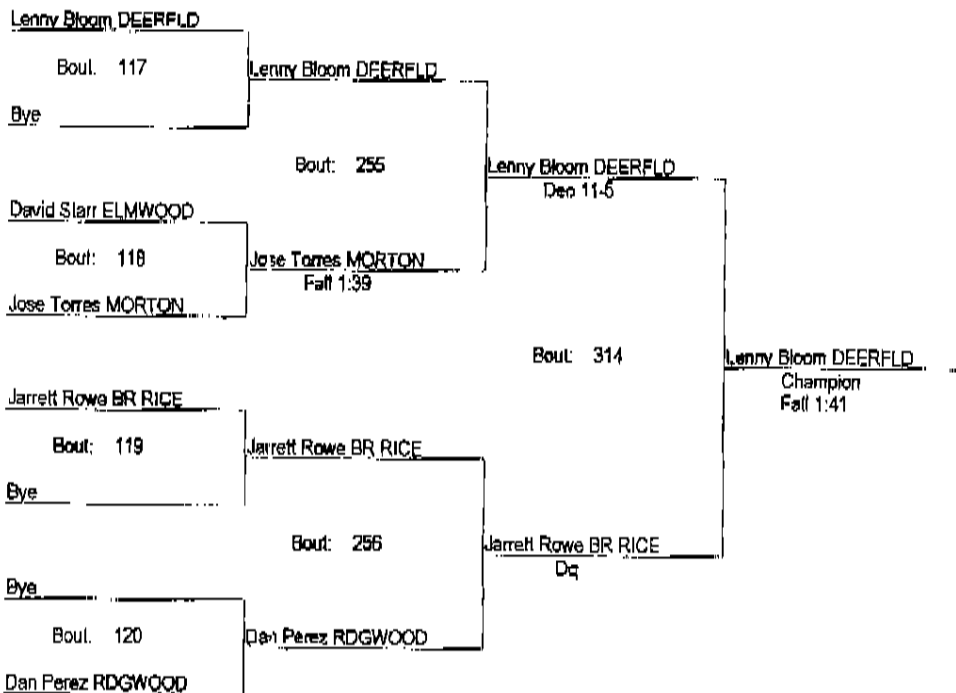 Lenny Bloom DEERFLD
Bout. 117
Lenny Bloom DEERFLD
Bye
Bout: 255
Lenny Bloom DEERFLD
Dec 11-5
David Slarr ELMWOOD
Bout: 118
Jose Torres MORTON
Fall 1:39
Jose Torres MORTON
Bout: 314
Lenny Bloom DEERFLD
Champion
Fall 1:41
Jarrett Rowe BR RICE
Bout: 119
Jarrett Rowe BR RICE
Bye
Bout: 256
Jarrett Rowe BR RICE
Dq
Bye
Bout. 120
Dan Perez RDGWOOD
Dan Perez RDGWOOD